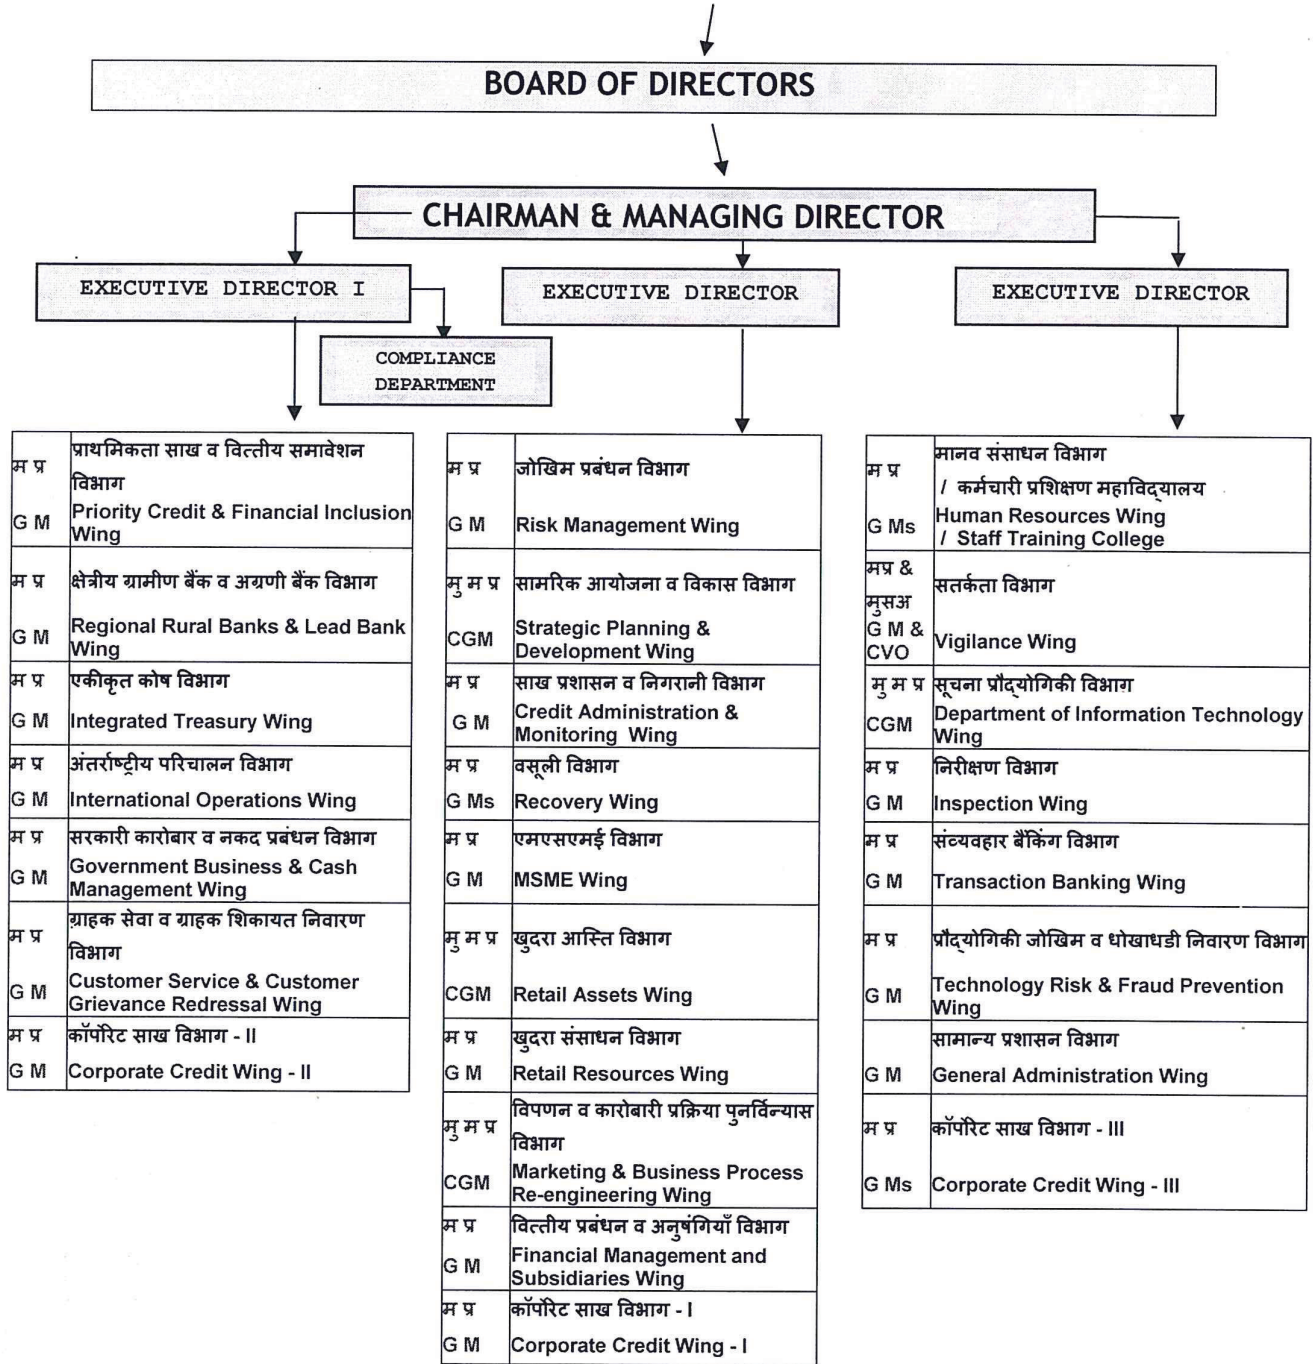 BOARD OF DIRECTORS
CHAIRMAN & MANAGING DIRECTOR
EXECUTIVE DIRECTOR I
EXECUTIVE DIRECTOR
EXECUTIVE DIRECTOR
COMPLIANCE
DEPARTMENT
म प्र
प्राथमिकता साख व वित्तीय समावेशन
विभाग
G M
Priority Credit & Financial Inclusion
Wing
म प्र क्षेत्रीय ग्रामीण बैंक व अग्रणी बैंक विभाग
G M
Regional Rural Banks & Lead Bank
Wing
म प्र एकीकृत कोष विभाग
G M Integrated Treasury Wing
म प्र अंतर्राष्ट्रीय परिचालन विभाग
G M International Operations Wing
म प्र सरकारी कारोबार व नकद प्रबंधन विभाग
G M
Government Business & Cash
Management Wing
म प्र
ग्राहक सेवा व ग्राहक शिकायत निवारण
विभाग
G M
Customer Service & Customer
Grievance Redressal Wing
म प्र कॉर्पोरेट साख विभाग - II
G M Corporate Credit Wing - II
म प्र जोखिम प्रबंधन विभाग
G M Risk Management Wing
मु म प्र सामरिक आयोजना व विकास विभाग
CGM
Strategic Planning &
Development Wing
म प्र साख प्रशासन व निगरानी विभाग
G M
Credit Administration &
Monitoring Wing
म प्र वसूली विभाग
G Ms Recovery Wing
म प्र एमएसएमई विभाग
G M MSME Wing
मु म प्र खुदरा आस्ति विभाग
CGM Retail Assets Wing
म प्र खुदरा संसाधन विभाग
G M Retail Resources Wing
मु म प्र
विपणन व कारोबारी प्रक्रिया पुनर्विन्यास
विभाग
CGM
Marketing & Business Process
Re-engineering Wing
म प्र वित्तीय प्रबंधन व अनुषंगियाँ विभाग
G M
Financial Management and
Subsidiaries Wing
म प्र कॉर्पोरेट साख विभाग - I
G M Corporate Credit Wing - I
म प्र
मानव संसाधन विभाग
/ कर्मचारी प्रशिक्षण महाविद्यालय
G Ms
Human Resources Wing
/ Staff Training College
मप्र &
मुसअ
सतर्कता विभाग
G M &
CVO
Vigilance Wing
मु म प्र सूचना प्रौद्योगिकी विभाग
CGM
Department of Information Technology
Wing
म प्र निरीक्षण विभाग
G M Inspection Wing
म प्र संव्यवहार बैंकिंग विभाग
G M Transaction Banking Wing
म प्र प्रौद्योगिकी जोखिम व धोखाधडी निवारण विभाग
G M
Technology Risk & Fraud Prevention
Wing
सामान्य प्रशासन विभाग
G M General Administration Wing
म प्र कॉर्पोरेट साख विभाग - III
G Ms Corporate Credit Wing - III